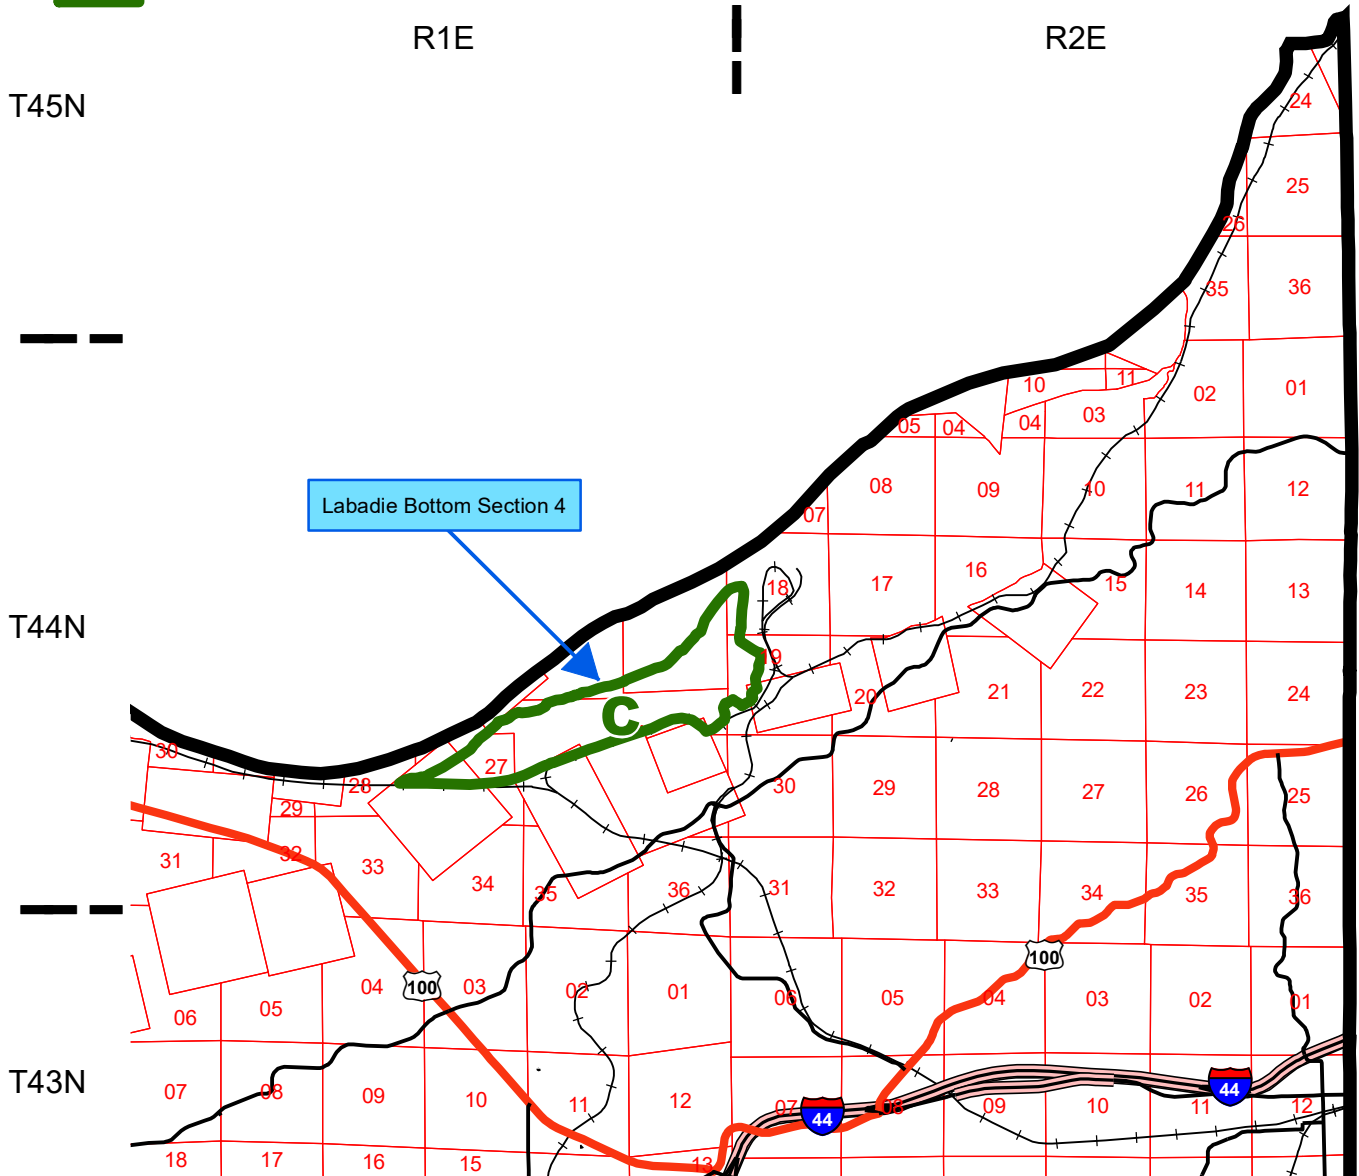 R1E R2E
T45N
24
25
26
35 36
10 11 02 01
05 04 04 03
Labadie Bottom Section 4
08 09 10 11 12
07
18 17 16 15 14 13
T44N
19
20 21 22 23 24
C
30 27
28 29
30 29 28 27 26 25
31 32 33 34 35 36
31 32 33 34 35 36
100
100
06 05 04 03 02 01
06 05 04 03 02 01
T43N
07 08 09 10 11 12
07 08 09 10 11 12
44
44
18 17 16 15 13